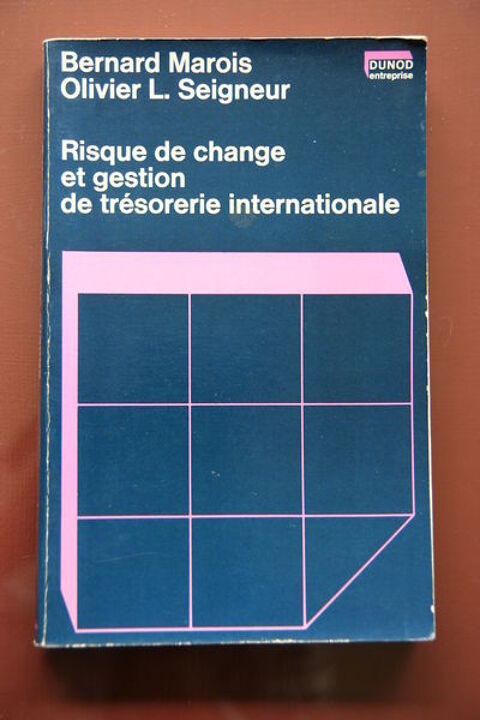 Bernard Marois
Olivier L. Seigneur
DUNOD
entreprise
Risque de change
et gestion
de trésorerie internationale